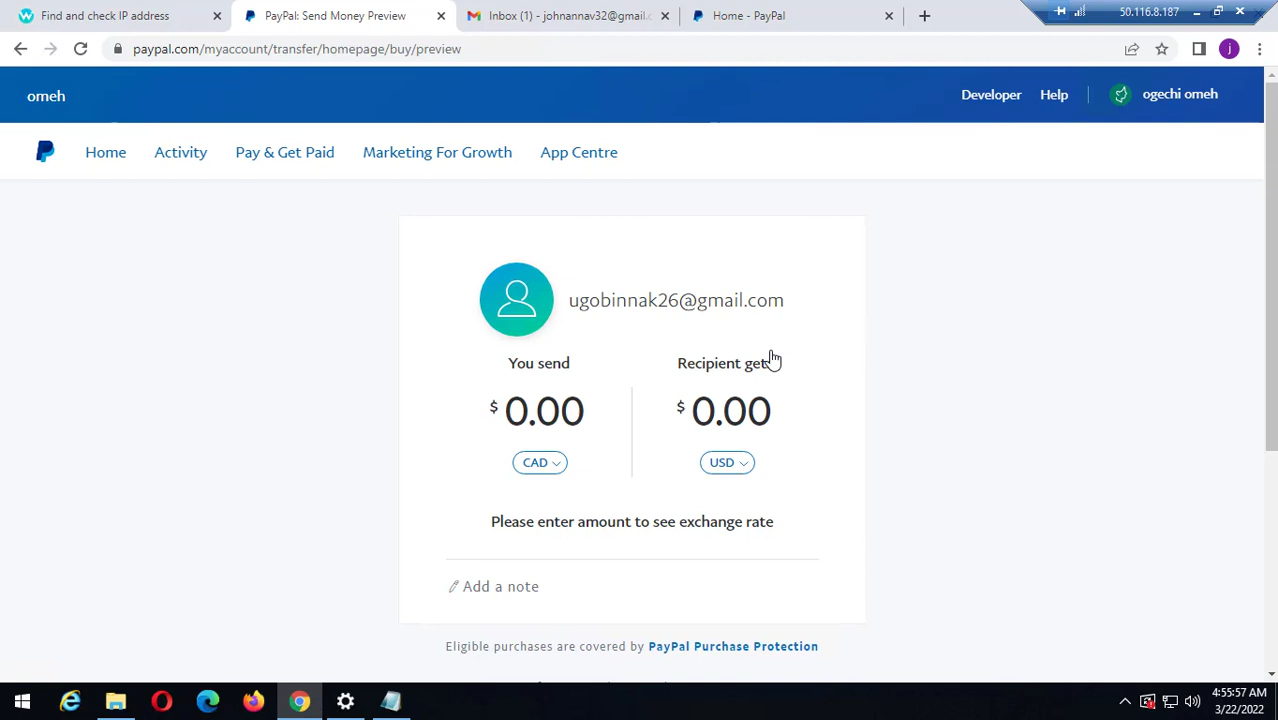 Find and check IP address
PayPal: Send Money Preview
Inbox (1) - johnannav32@gmail.c
Home - PayPal
50.116.8.187
paypal.com/myaccount/transfer/homepage/buy/preview
j
omeh
Developer
Help
ogechi omeh
Home
Activity
Pay & Get Paid
Marketing For Growth
App Centre
ugobinnak26@gmail.com
You send
Recipient gets
$ 0.00
$ 0.00
CAD
USD
Please enter amount to see exchange rate
Add a note
Eligible purchases are covered by PayPal Purchase Protection
4:55:57 AM
3/22/2022